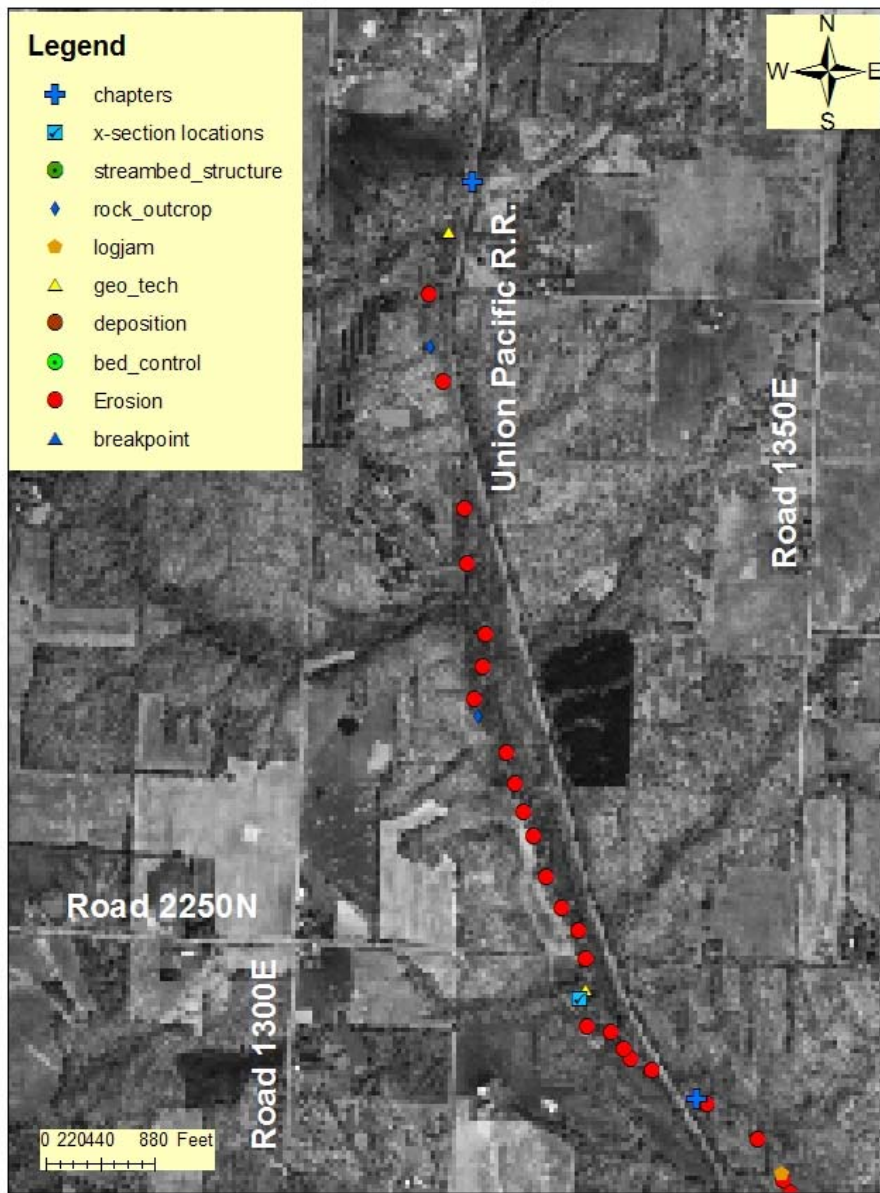 Legend
chapters
x-section locations
streambed_structure
rock_outcrop
logjam
geo_tech
deposition
bed_control
Erosion
breakpoint
N
W E
S
Union Pacific R.R.
Road 1350E
Road 2250N
Road 1300E
0 220440 880 Feet